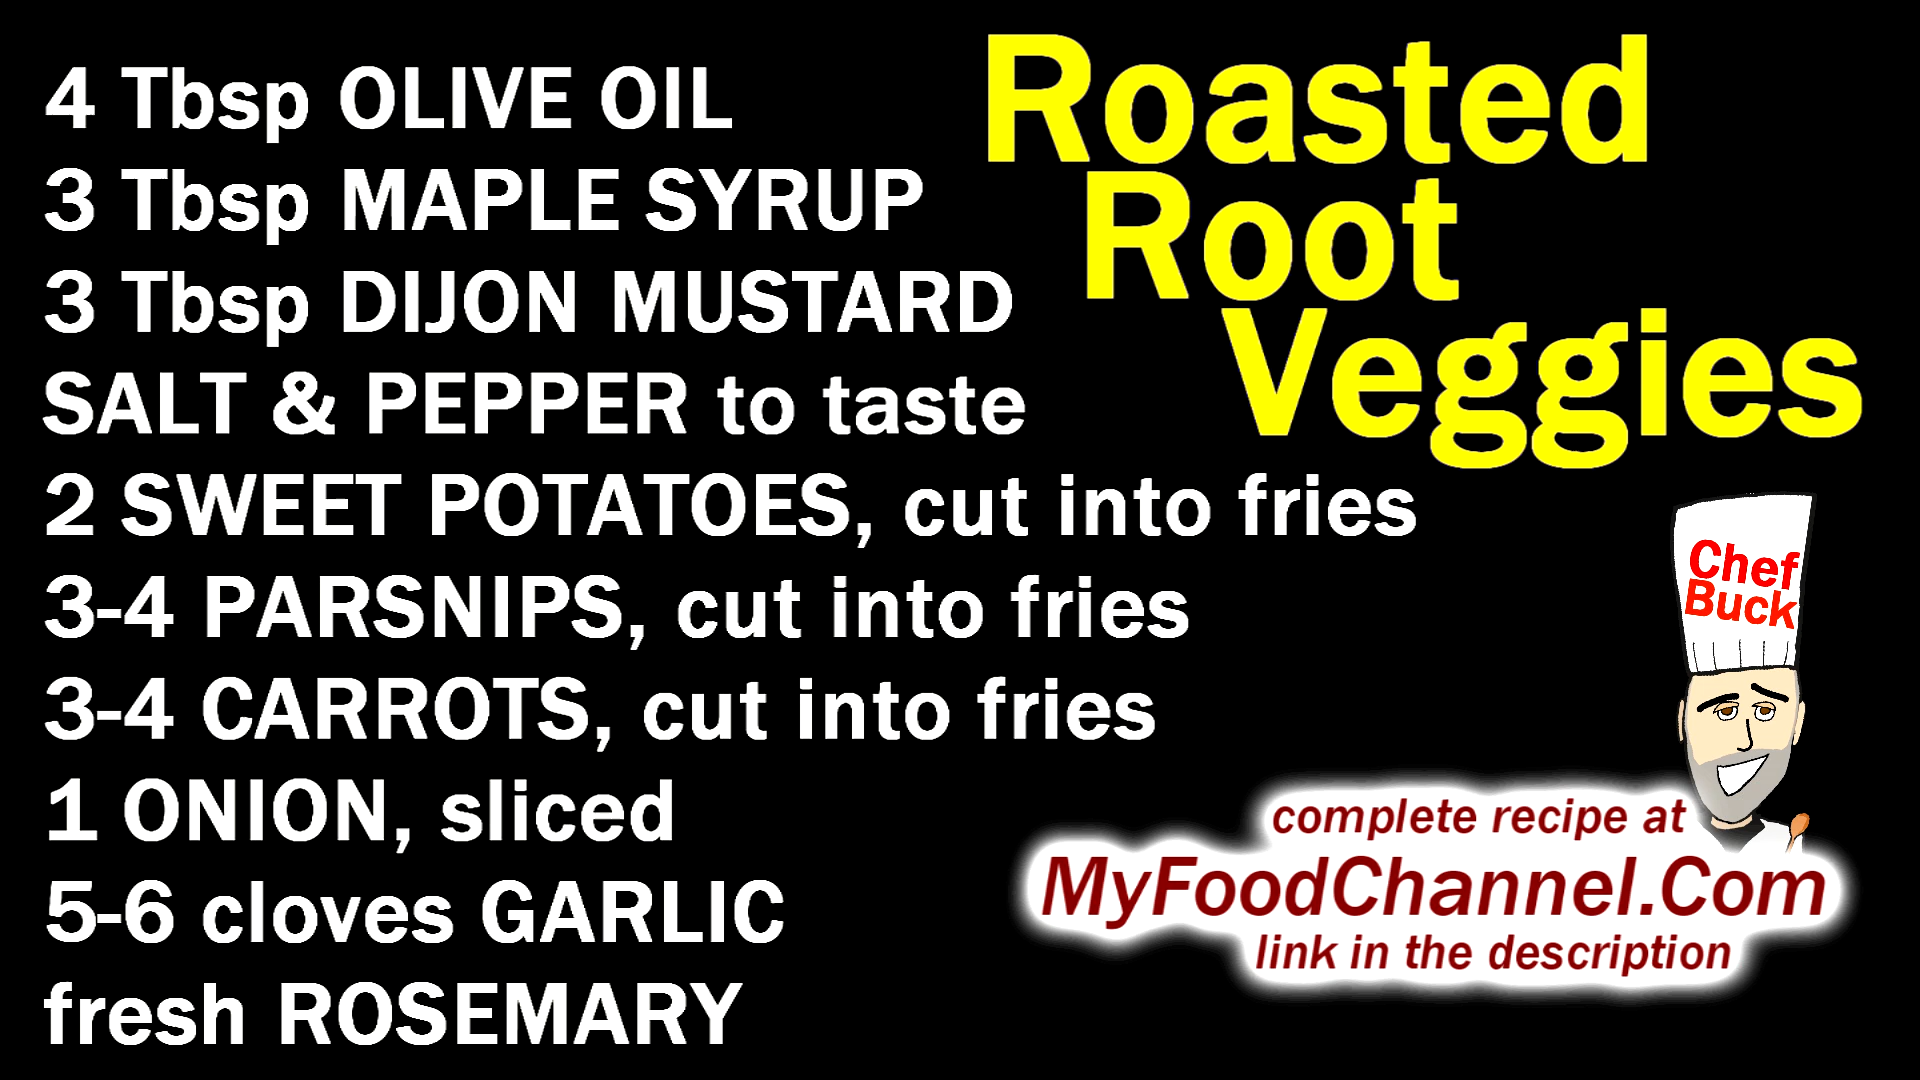 Roasted
Root
Veggies
4 Tbsp OLIVE OIL
3 Tbsp MAPLE SYRUP
3 Tbsp DIJON MUSTARD
SALT & PEPPER to taste
2 SWEET POTATOES, cut into fries
3-4 PARSNIPS, cut into fries
3-4 CARROTS, cut into fries
1 ONION, sliced
5-6 cloves GARLIC
fresh ROSEMARY
Chef
Buck
complete recipe at
MyFoodChannel.Com
link in the description